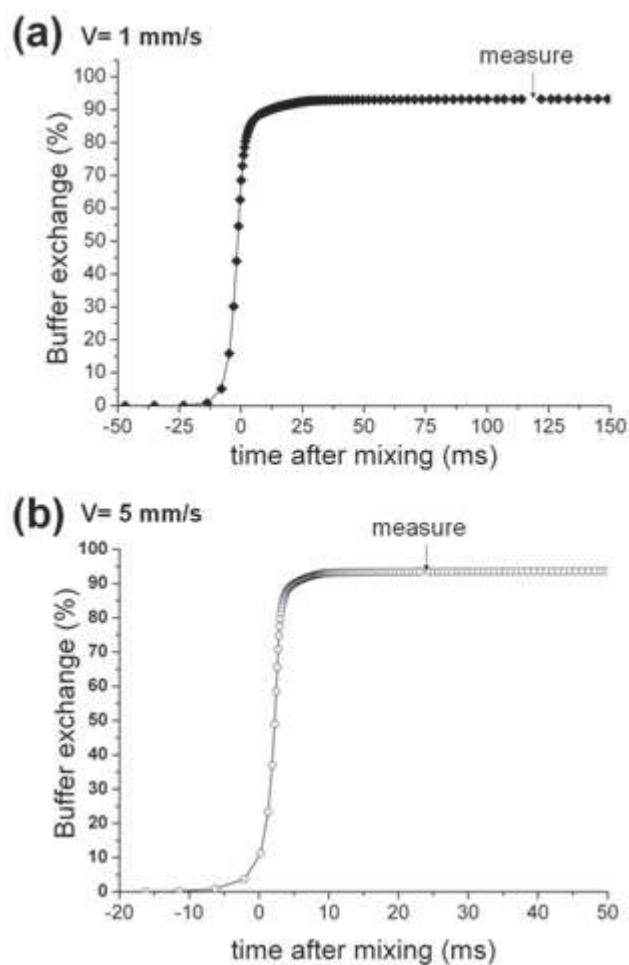 (a) V= 1 mm/s
measure
Buffer exchange (%)
100
90
80
70
60
50
40
30
20
10
0
-50 -25 0 25 50 75 100 125 150
time after mixing (ms)
(b) V= 5 mm/s
measure
Buffer exchange (%)
100
90
80
70
60
50
40
30
20
10
0
-20 -10 0 10 20 30 40 50
time after mixing (ms)